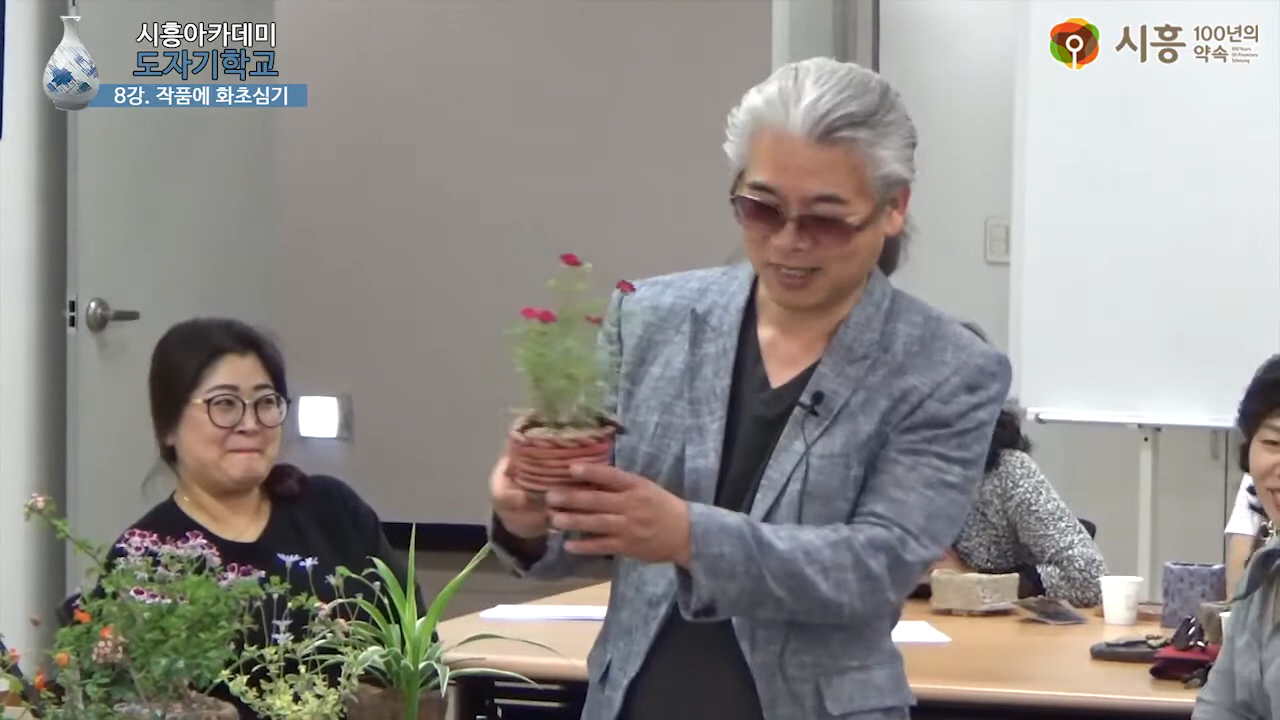 시흥아카데미
도자기학교
8강. 작품에 화초심기
시흥 100년의
약속